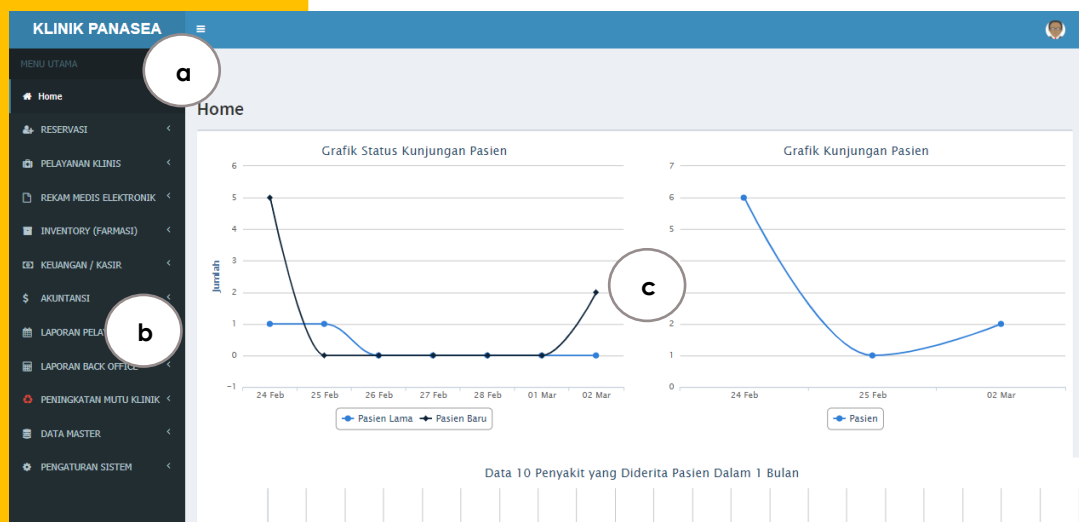 KLINIK PANASEA
MENU UTAMA
a
Home
RESERVASI
PELAYANAN KLINIS
REKAM MEDIS ELEKTRONIK
INVENTORY (FARMASI)
KEUANGAN / KASIR
AKUNTANSI
LAPORAN
b
LAPORAN BACK OFFICE
PENINGKATAN MUTU KLINIK
DATA MASTER
PENGATURAN SISTEM
Home
Grafik Status Kunjungan Pasien
6
5
4
3
2
1
0
-1
Jumlah
24 Feb 25 Feb 26 Feb 27 Feb 28 Feb 01 Mar 02 Mar
Pasien Lama Pasien Baru
c
Grafik Kunjungan Pasien
7
6
5
2
1
0
24 Feb 25 Feb 02 Mar
Pasien
Data 10 Penyakit yang Diderita Pasien Dalam 1 Bulan